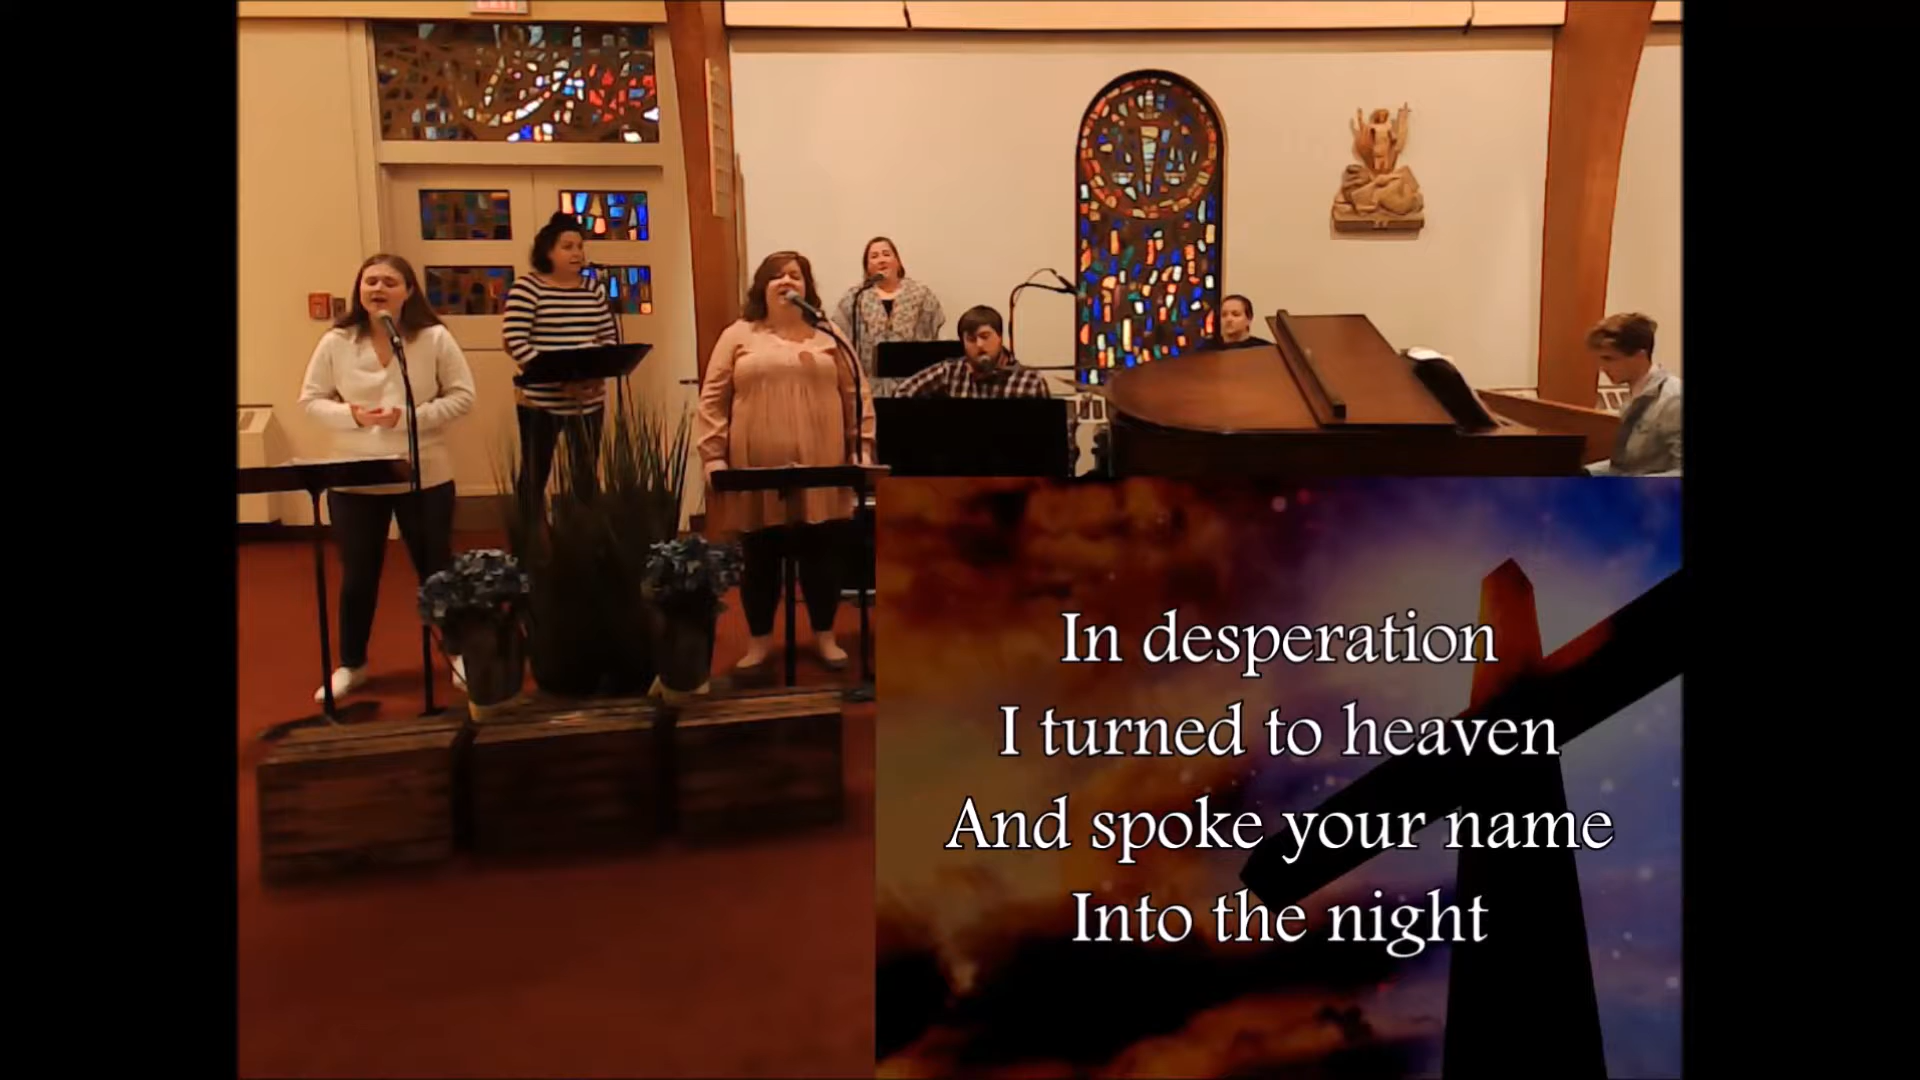 In desperation
I turned to heaven
And spoke your name
Into the night